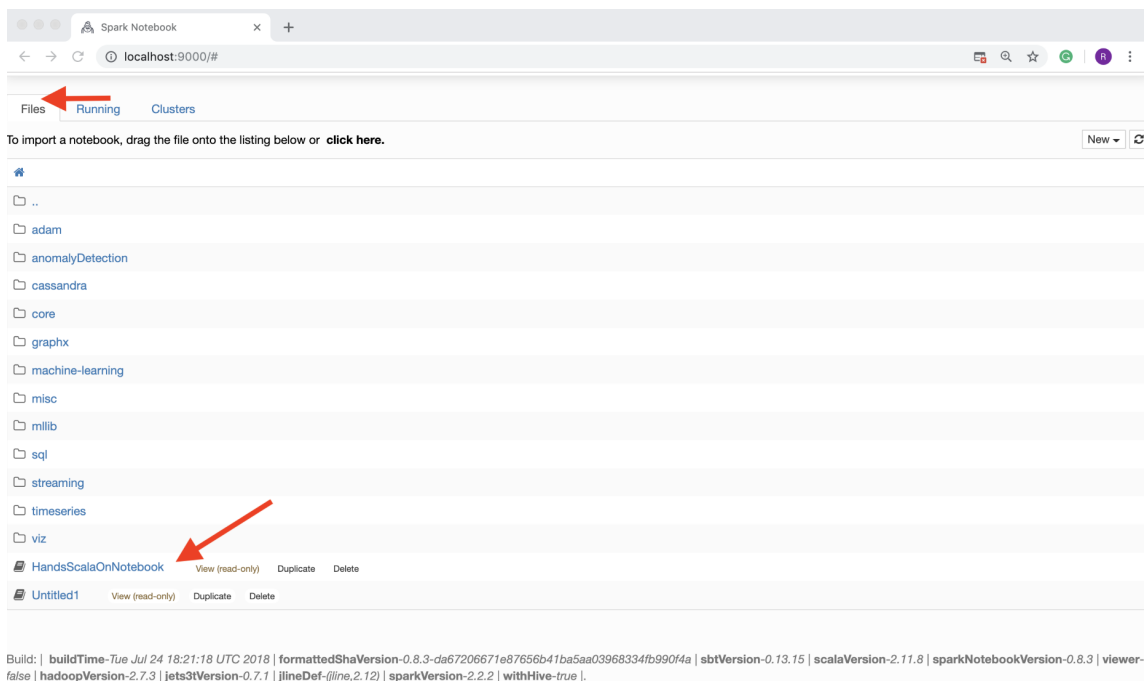 Spark Notebook
localhost:9000/#
R
Files Running Clusters
To import a notebook, drag the file onto the listing below or click here.
New
..
adam
anomalyDetection
cassandra
core
graphx
machine-learning
misc
mllib
sql
streaming
timeseries
viz
HandsScalaOnNotebook View (read-only) Duplicate Delete
Untitled1 View (read-only) Duplicate Delete
Build: | buildTime-Tue Jul 24 18:21:18 UTC 2018 | formattedShaVersion-0.8.3-da67206671e87656b41ba5aa03968334fb990f4a | sbtVersion-0.13.15 | scalaVersion-2.11.8 | sparkNotebookVersion-0.8.3 | viewer-
false | hadoopVersion-2.7.3 | jets3tVersion-0.7.1 | jlineDef-(jline,2.12) | sparkVersion-2.2.2 | withHive-true |.